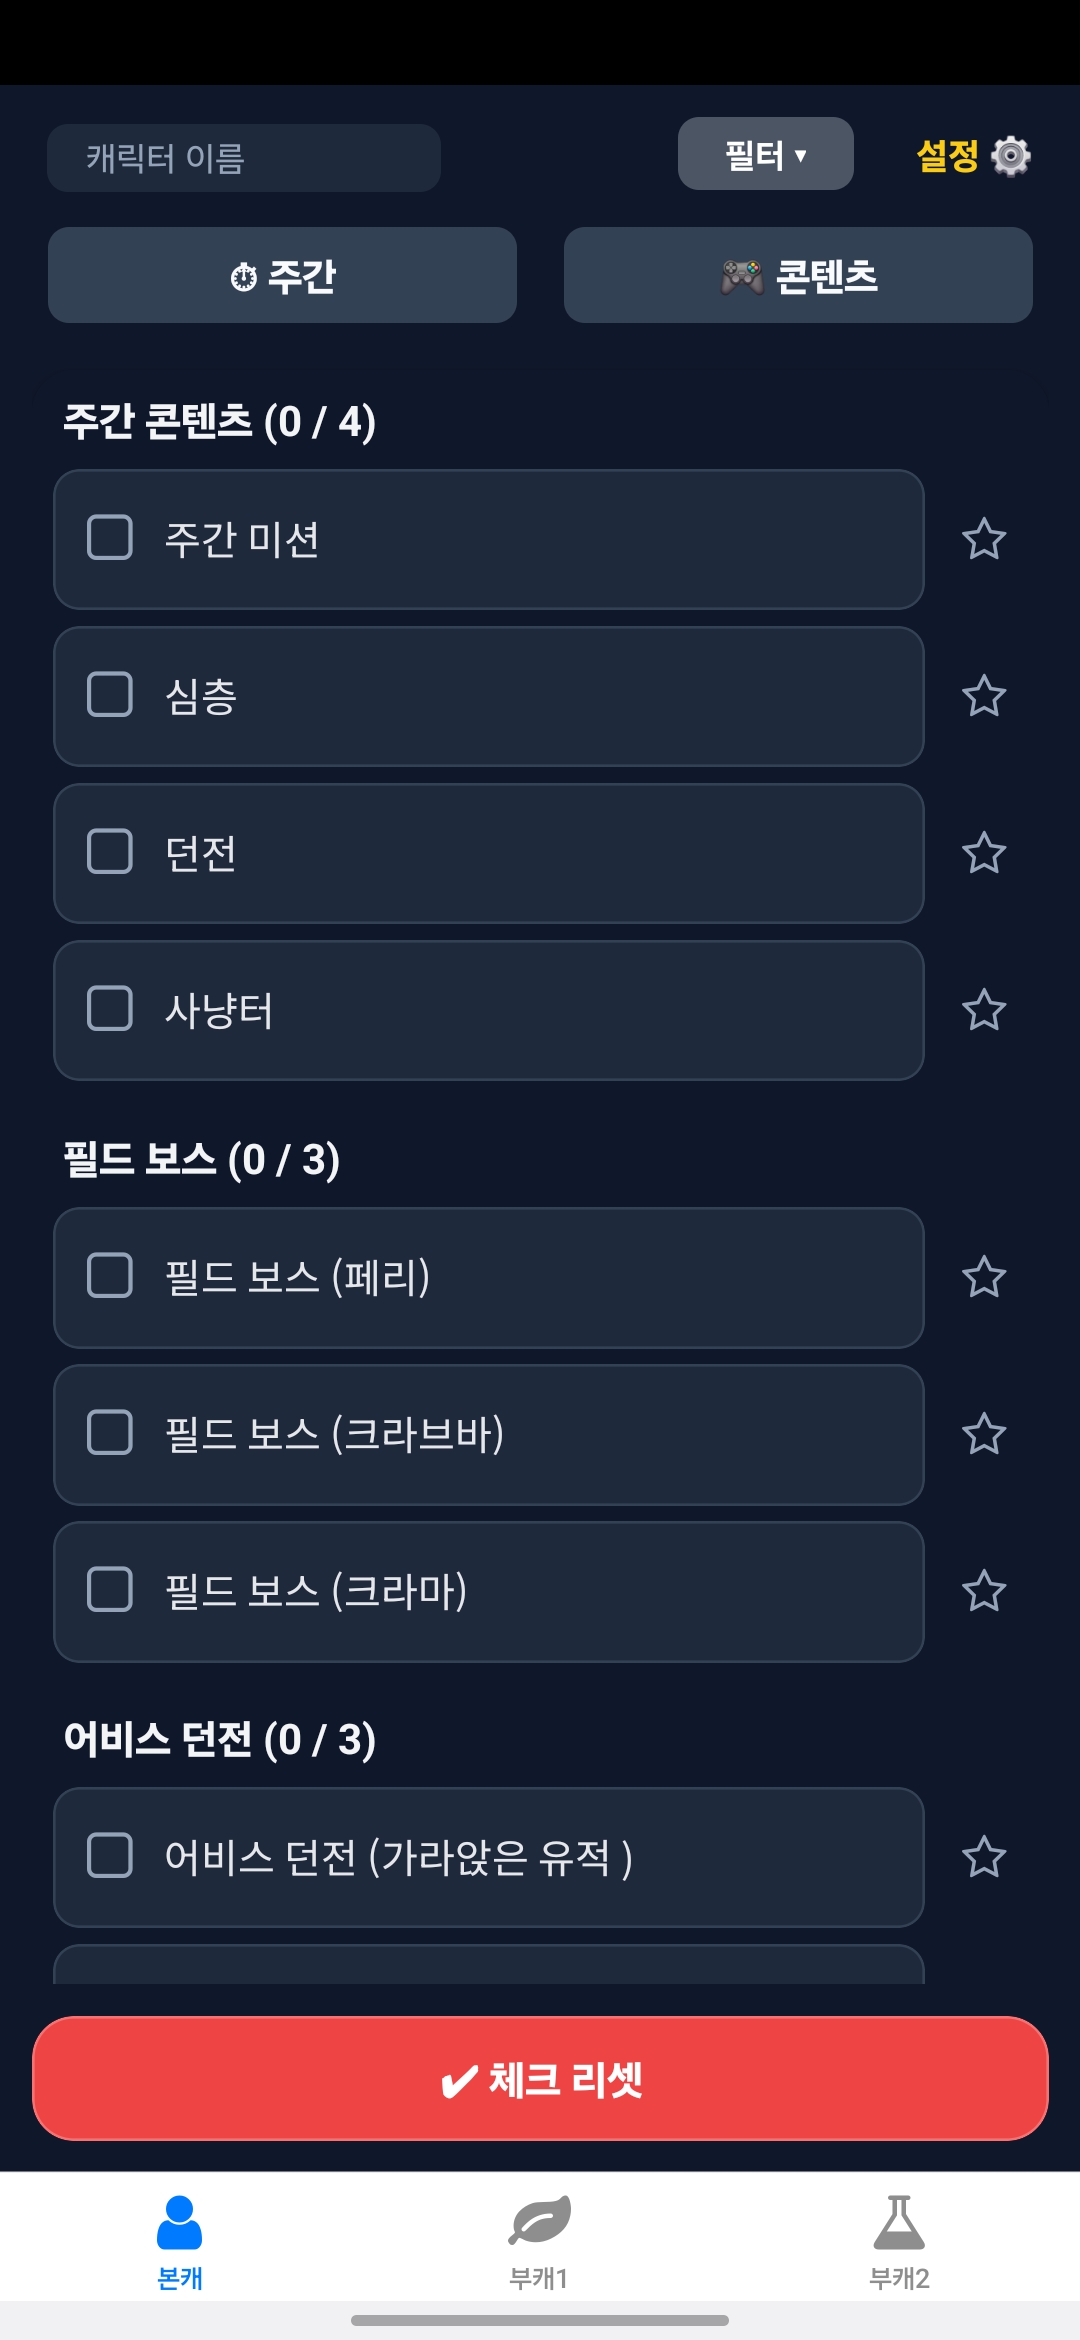 캐릭터 이름
필터 ▾
설정 ⚙️
⏱ 주간
🎮 콘텐츠
주간 콘텐츠 (0 / 4)
주간 미션
심층
던전
사냥터
필드 보스 (0 / 3)
필드 보스 (페리)
필드 보스 (크라브바)
필드 보스 (크라마)
어비스 던전 (0 / 3)
어비스 던전 (가라앉은 유적 )
✔ 체크 리셋
본캐
부캐1
부캐2